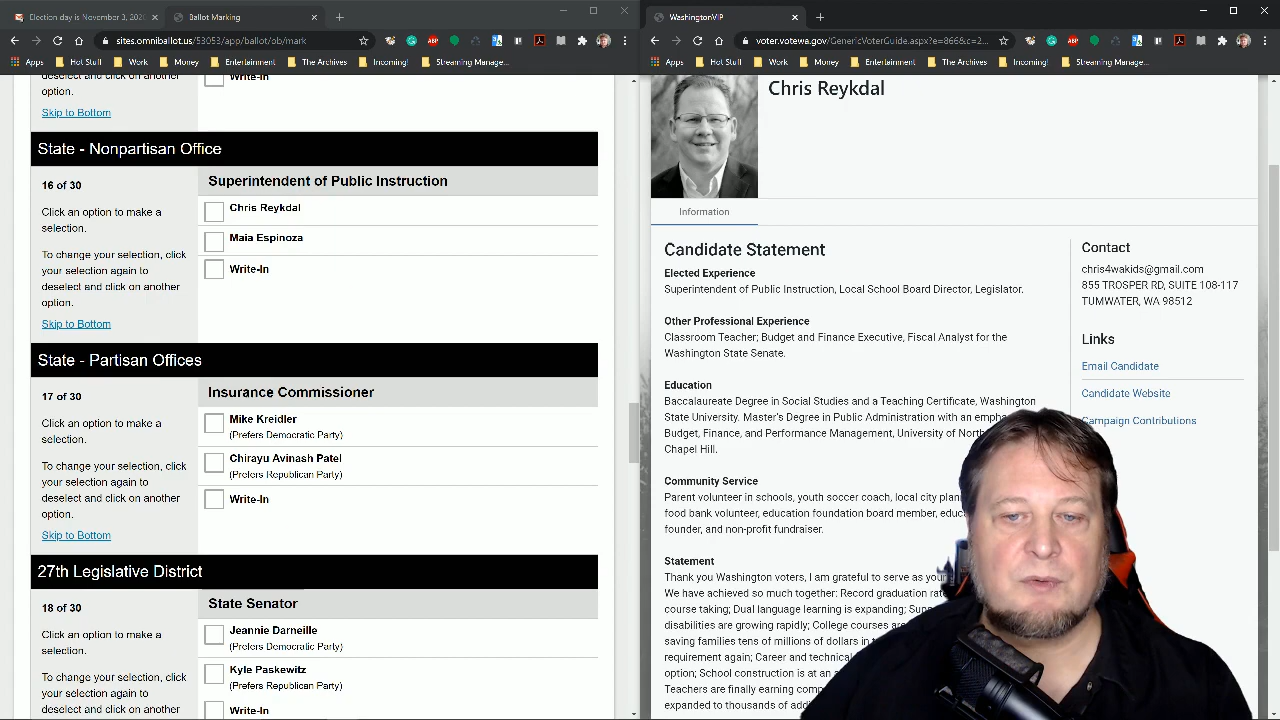 Election day is November 3, 2020
Ballot Marking
sites.omniballot.us/53053/app/ballot/ob/mark
Apps
Hot Stuff
Work
Money
Entertainment
The Archives
Incoming!
Streaming Manage...
deselect and click on another
option.
Skip to Bottom
Write-In
State - Nonpartisan Office
16 of 30
Click an option to make a
selection.
To change your selection, click
your selection again to
deselect and click on another
option.
Skip to Bottom
Superintendent of Public Instruction
Chris Reykdal
Maia Espinoza
Write-In
State - Partisan Offices
17 of 30
Click an option to make a
selection.
To change your selection, click
your selection again to
deselect and click on another
option.
Skip to Bottom
Insurance Commissioner
Mike Kreidler
(Prefers Democratic Party)
Chirayu Avinash Patel
(Prefers Republican Party)
Write-In
27th Legislative District
18 of 30
Click an option to make a
selection.
To change your selection, click
your selection again to
deselect and click on another
State Senator
Jeannie Darneille
(Prefers Democratic Party)
Kyle Paskewitz
(Prefers Republican Party)
Write-In
WashingtonVIP
voter.votewa.gov/GenericVoterGuide.aspx?e=866&c=2...
Apps
Hot Stuff
Work
Money
Entertainment
The Archives
Incoming!
Streaming Manage...
Chris Reykdal
Information
Candidate Statement
Elected Experience
Superintendent of Public Instruction, Local School Board Director, Legislator.
Other Professional Experience
Classroom Teacher; Budget and Finance Executive, Fiscal Analyst for the
Washington State Senate.
Education
Baccalaureate Degree in Social Studies and a Teaching Certificate, Washington
State University. Master's Degree in Public Administration with an empha
Budget, Finance, and Performance Management, University of North
Chapel Hill.
Community Service
Parent volunteer in schools, youth soccer coach, local city plan
food bank volunteer, education foundation board member, educ
founder, and non-profit fundraiser.
Statement
Thank you Washington voters, I am grateful to serve as your
We have achieved so much together: Record graduation rat
course taking; Dual language learning is expanding; Sup
disabilities are growing rapidly; College courses are
saving families tens of millions of dollars in t
requirement again; Career and technical
option; School construction is at an
Teachers are finally earning comp
expanded to thousands of addi
Contact
chris4wakids@gmail.com
855 TROSPER RD, SUITE 108-117
TUMWATER, WA 98512
Links
Email Candidate
Candidate Website
Campaign Contributions